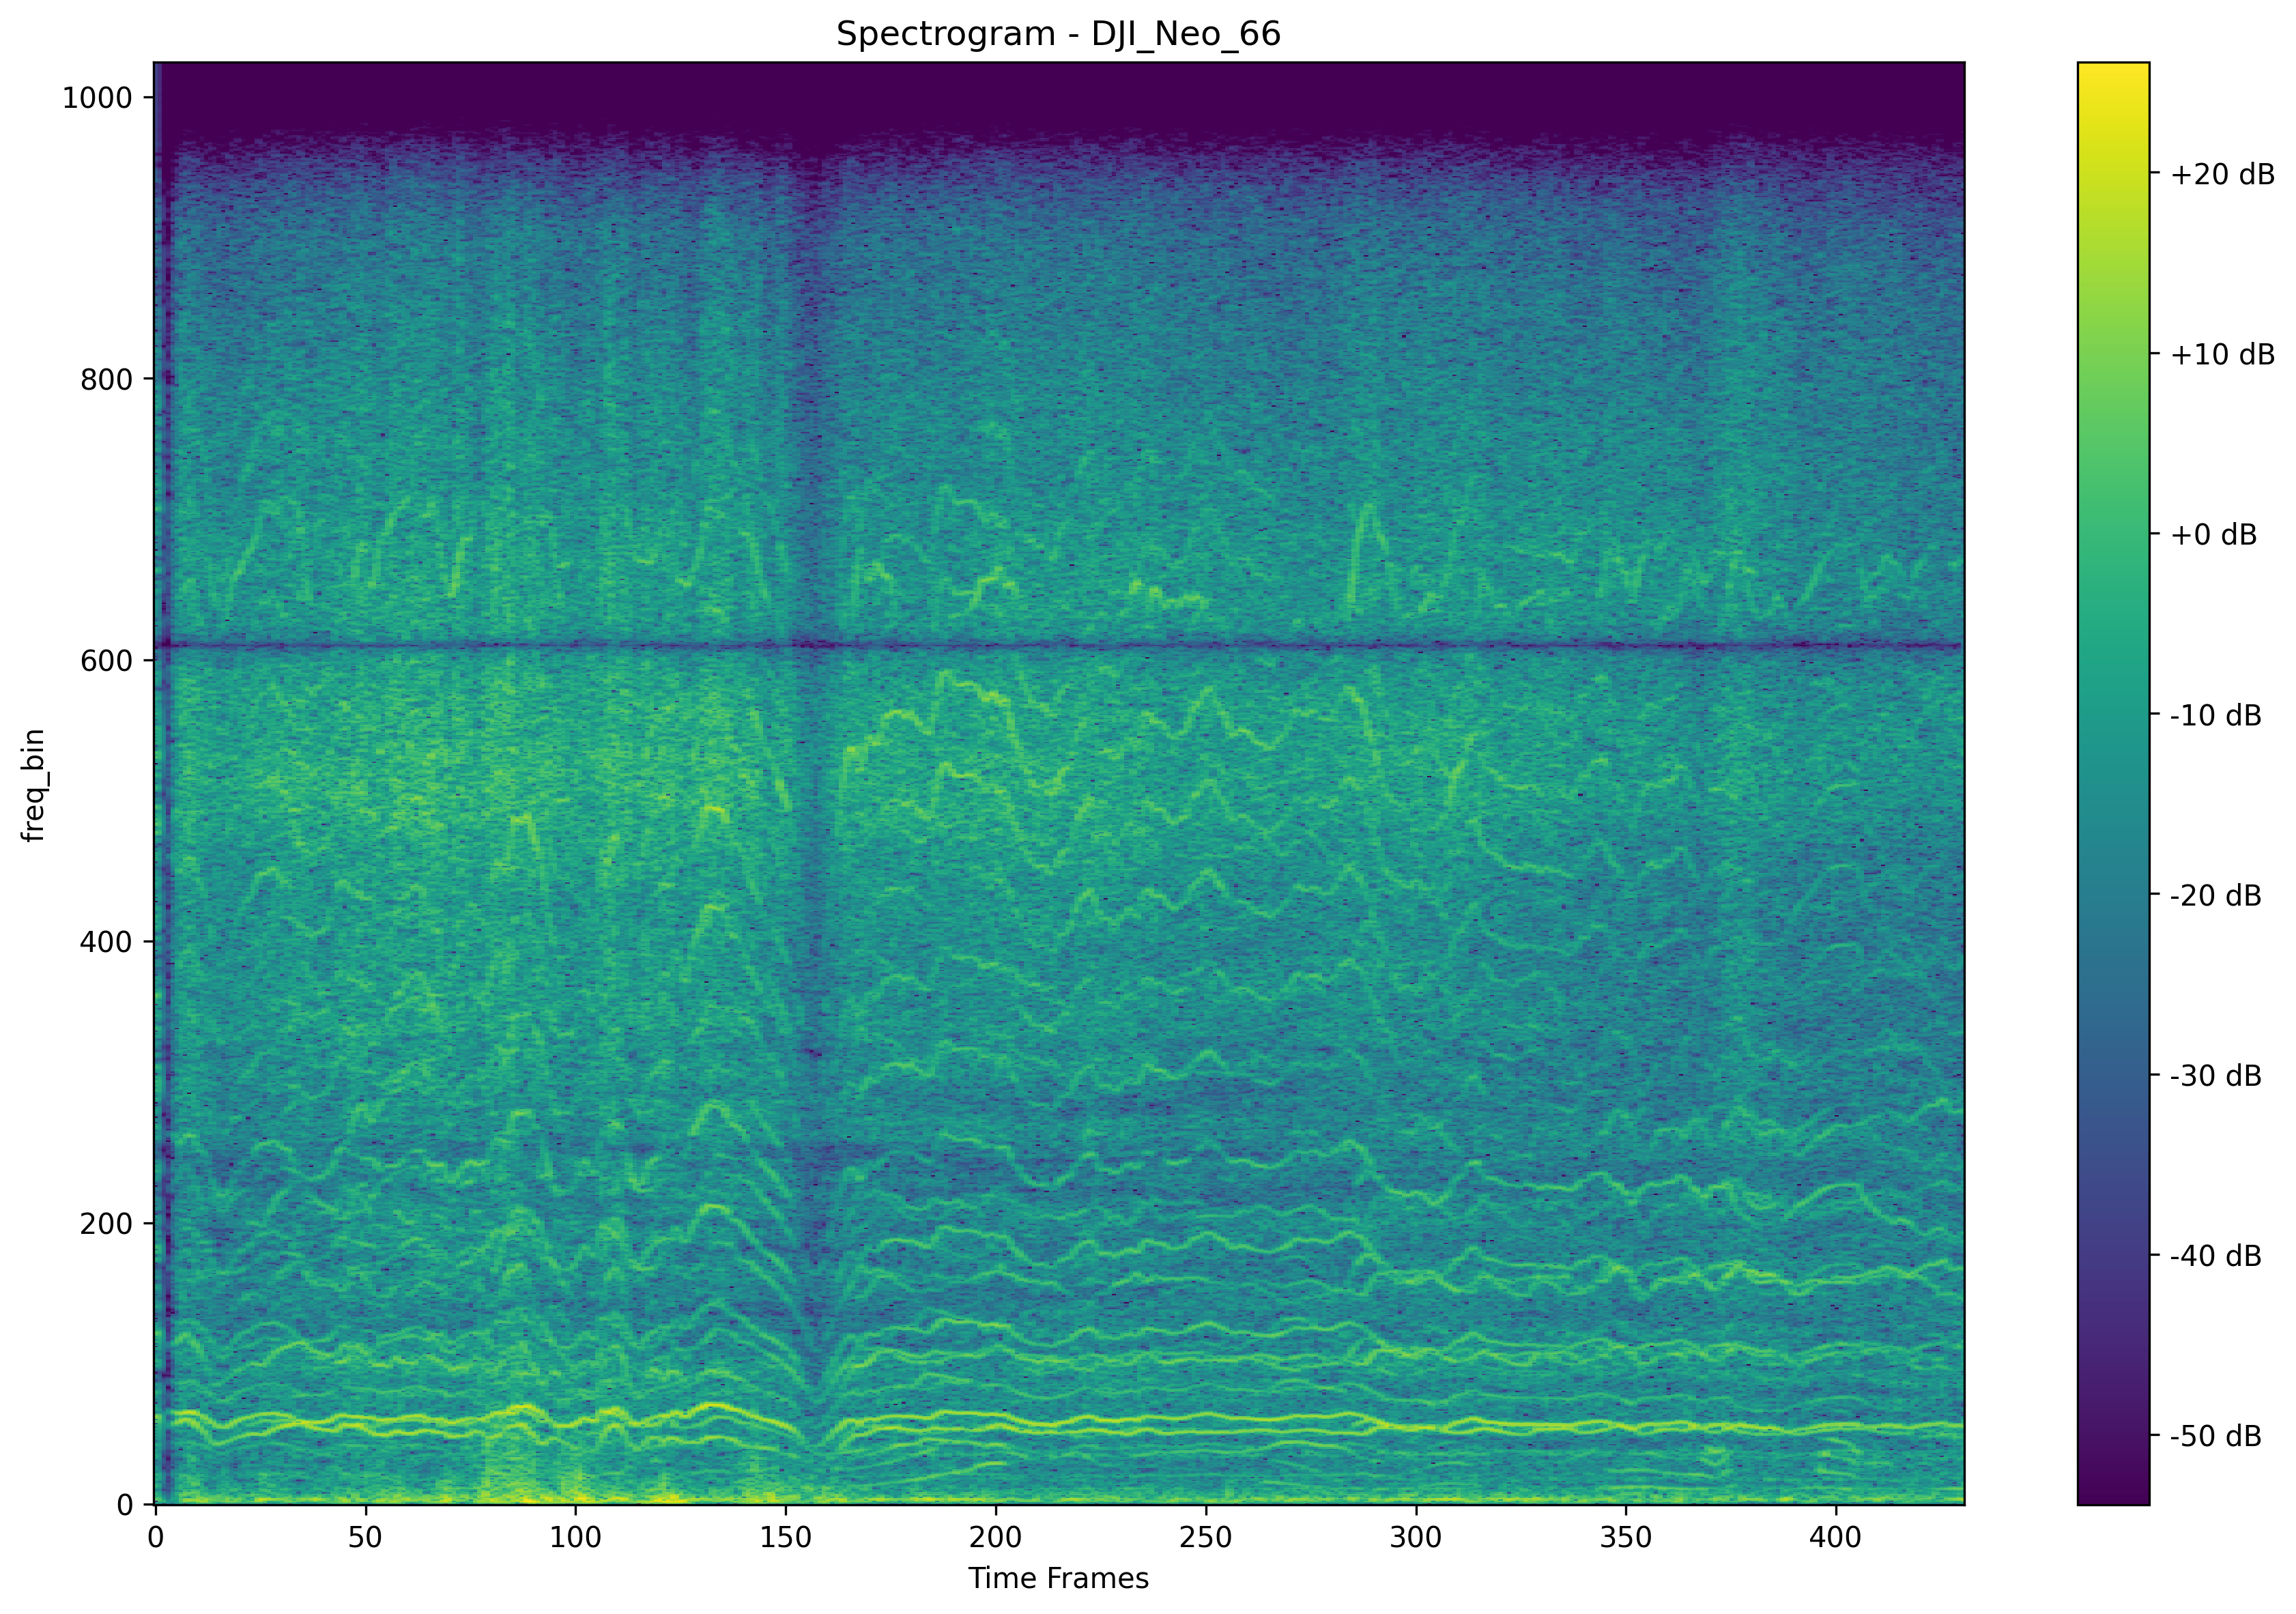 Spectrogram - DJI_Neo_66
1000
800
600
400
200
0
freq_bin
0 50 100 150 200 250 300 350 400
Time Frames
+20 dB
+10 dB
+0 dB
-10 dB
-20 dB
-30 dB
-40 dB
-50 dB